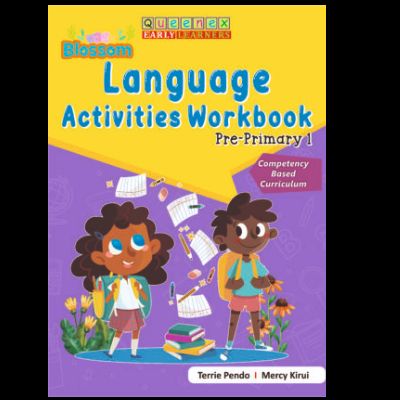 Queenex
EARLY LEARNERS
Blossom
Language
Activities Workbook
Pre-Primary 1
Competency
Based
Curriculum
Terrie Pendo I Mercy Kirui